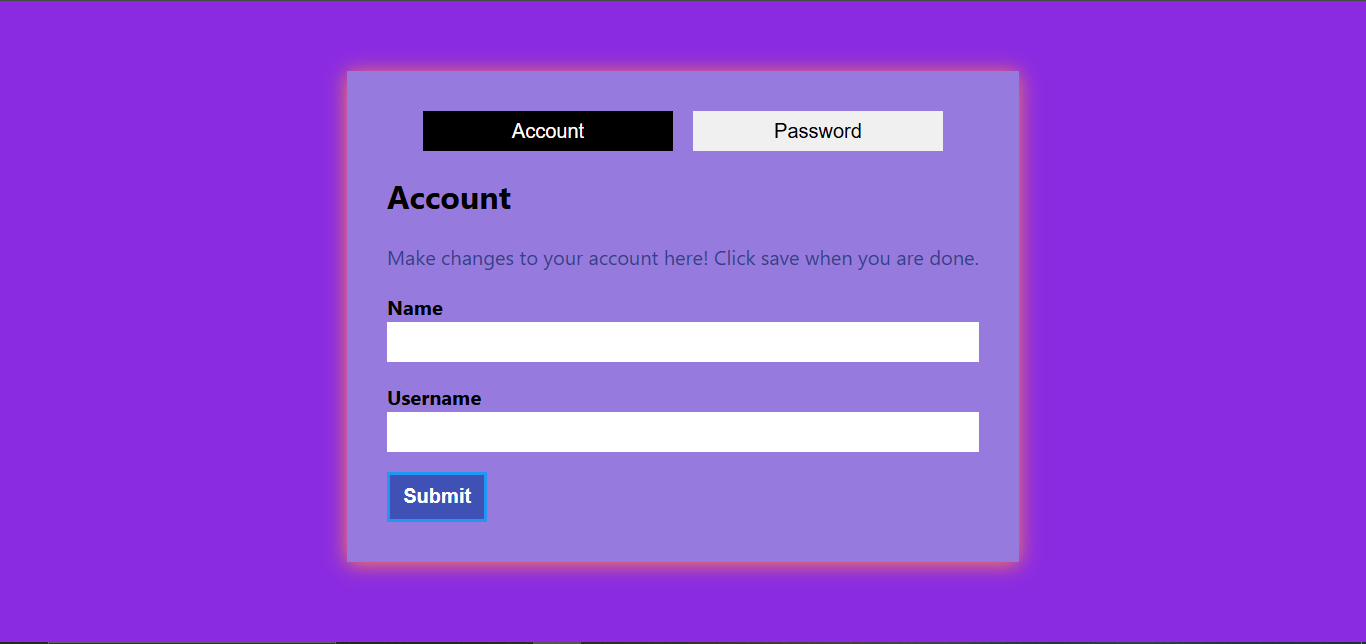 Account
Password
Account
Make changes to your account here! Click save when you are done.
Name
Username
Submit